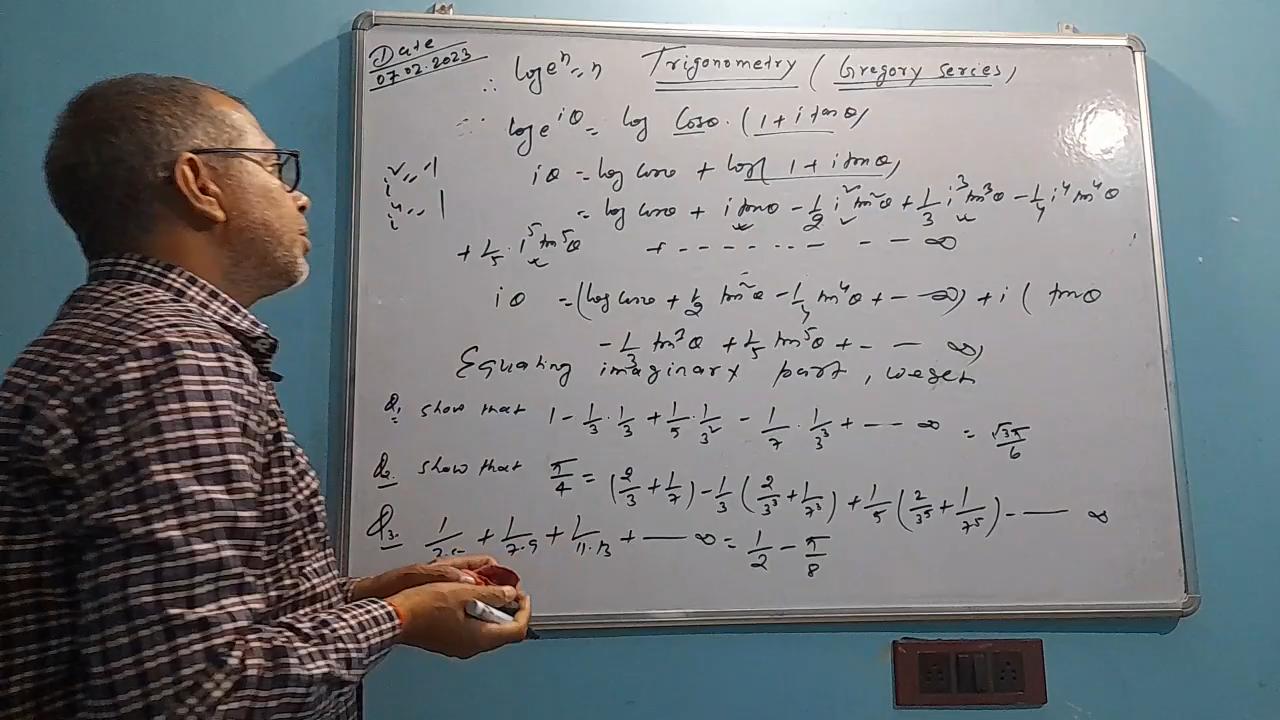 Date
07.02.2023
∴ log eⁿ = n Trigonometry (Gregory series)
∵ log e^iθ = log cosθ · (1 + i tanθ)
i² = -1
i⁴ = 1
iθ = log cosθ + log(1 + i tanθ)
= log cosθ + i tanθ - 1/2 i² tan²θ + 1/3 i³ tan³θ - 1/4 i⁴ tan⁴θ
+ 1/5 · i⁵ tan⁵θ + - - - - - - - - - ∞
iθ = (log cosθ + 1/2 tan²θ - 1/4 tan⁴θ + - - ∞) + i ( tanθ
- 1/3 tan³θ + 1/5 tan⁵θ + - - ∞)
Equating imaginary part, we get
Q1. show that 1 - 1/3 · 1/3 + 1/5 · 1/3² - 1/7 · 1/3³ + --- ∞ = √3π/6
Q2. show that π/4 = (2/3 + 1/7) - 1/3 (2/3³ + 1/7³) + 1/5 (2/3⁵ + 1/7⁵) - --- ∞
Q3. 1/3.5 + 1/7.9 + 1/11.13 + --- ∞ = 1/2 - π/8